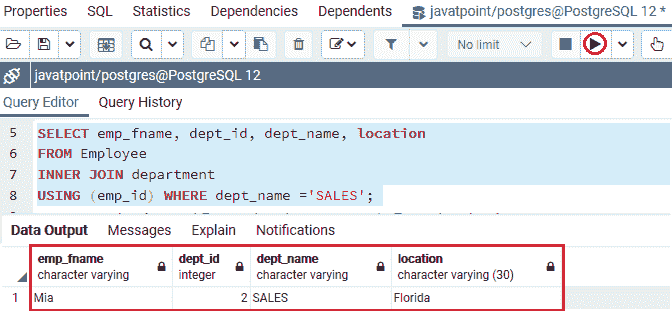 Properties SQL Statistics Dependencies Dependents javatpoint/postgres@PostgreSQL 12 *
No limit
javatpoint/postgres@PostgreSQL 12
Query Editor Query History
5 SELECT emp_fname, dept_id, dept_name, location
6 FROM Employee
7 INNER JOIN department
8 USING (emp_id) WHERE dept_name ='SALES';
Data Output Messages Explain Notifications
emp_fname dept_id dept_name location
character varying integer character varying character varying (30)
1 Mia 2 SALES Florida